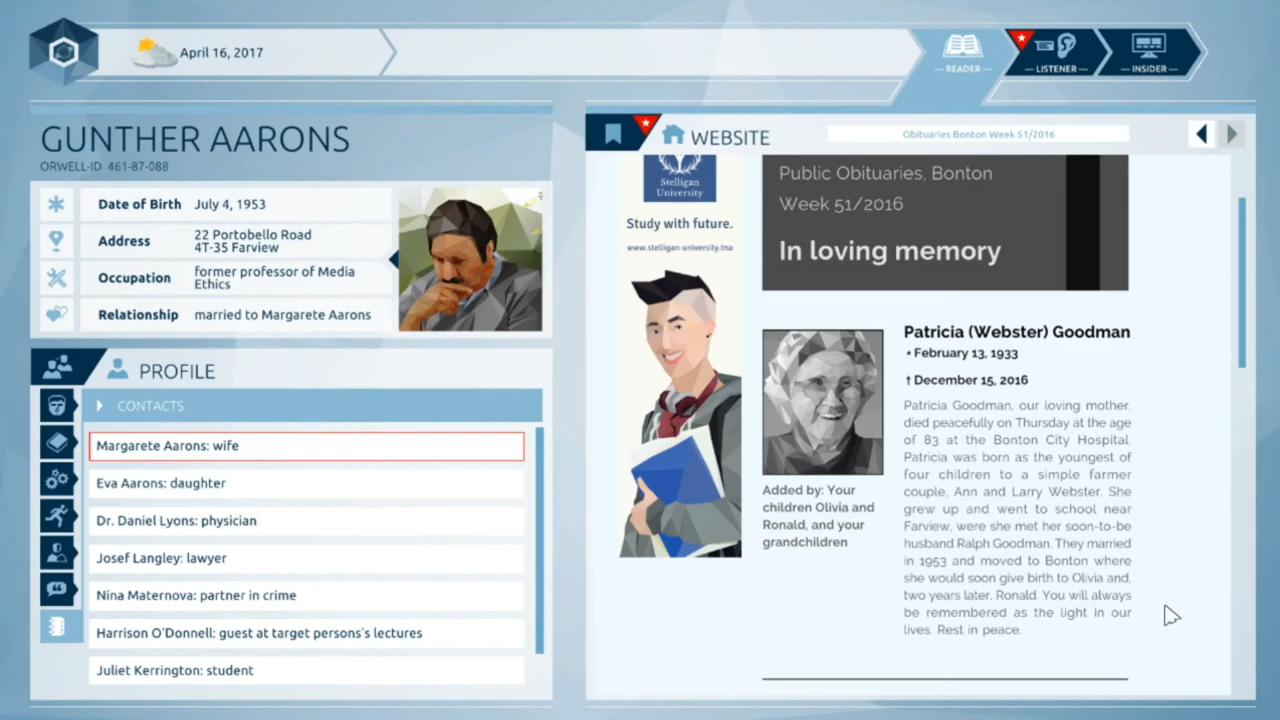 April 16, 2017
— READER —
— LISTENER —
— INSIDER —
GUNTHER AARONS
ORWELL-ID 461-87-088
Date of Birth July 4, 1953
Address 22 Portobello Road
4T-35 Farview
Occupation former professor of Media
Ethics
Relationship married to Margarete Aarons
PROFILE
CONTACTS
Margarete Aarons: wife
Eva Aarons: daughter
Dr. Daniel Lyons: physician
Josef Langley: lawyer
Nina Maternova: partner in crime
Harrison O'Donnell: guest at target persons's lectures
Juliet Kerrington: student
WEBSITE
Obituaries Bonton Week 51/2016
Stelligan
University
Study with future.
www.stelligan-university.tna
Public Obituaries, Bonton
Week 51/2016
In loving memory
Added by: Your
children Olivia and
Ronald, and your
grandchildren
Patricia (Webster) Goodman
* February 13, 1933
† December 15, 2016
Patricia Goodman, our loving mother,
died peacefully on Thursday at the age
of 83 at the Bonton City Hospital.
Patricia was born as the youngest of
four children to a simple farmer
couple, Ann and Larry Webster. She
grew up and went to school near
Farview, were she met her soon-to-be
husband Ralph Goodman. They married
in 1953 and moved to Bonton where
she would soon give birth to Olivia and,
two years later, Ronald. You will always
be remembered as the light in our
lives. Rest in peace.